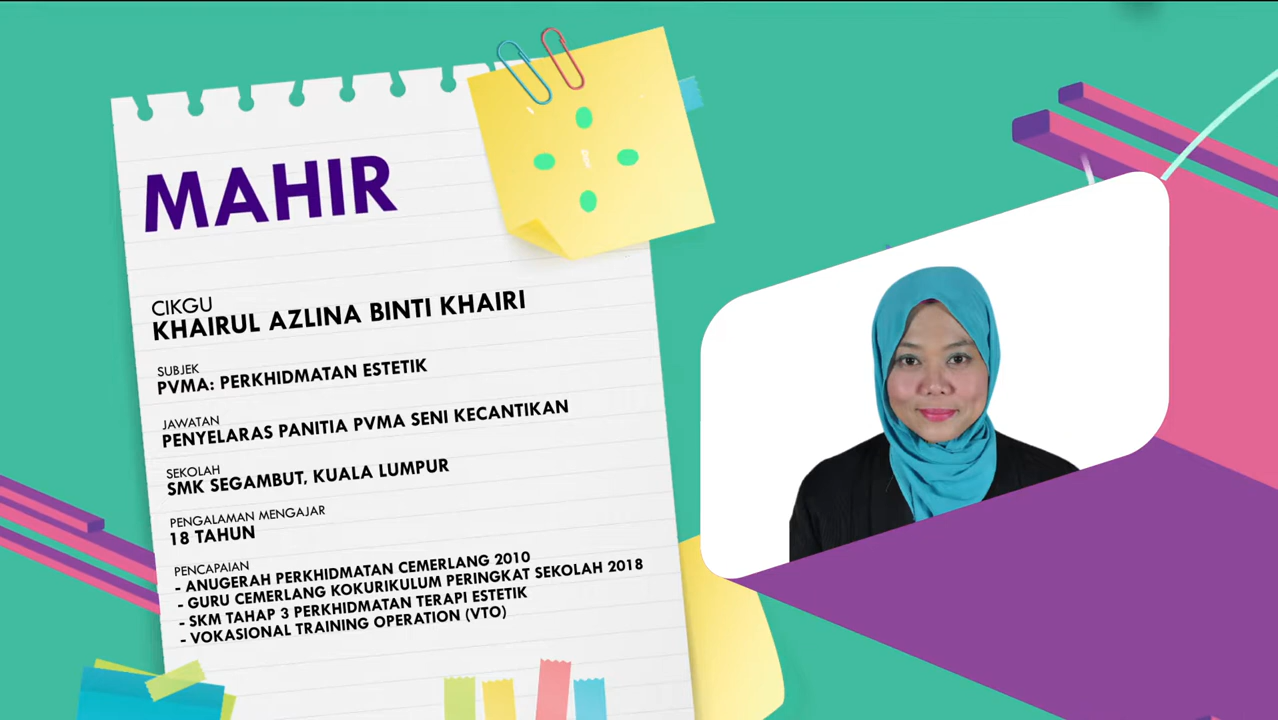 MAHIR
CIKGU
KHAIRUL AZLINA BINTI KHAIRI
SUBJEK
PVMA: PERKHIDMATAN ESTETIK
JAWATAN
PENYELARAS PANITIA PVMA SENI KECANTIKAN
SEKOLAH
SMK SEGAMBUT, KUALA LUMPUR
PENGALAMAN MENGAJAR
18 TAHUN
PENCAPAIAN
- ANUGERAH PERKHIDMATAN CEMERLANG 2010
- GURU CEMERLANG KOKURIKULUM PERINGKAT SEKOLAH 2018
- SKM TAHAP 3 PERKHIDMATAN TERAPI ESTETIK
- VOKASIONAL TRAINING OPERATION (VTO)